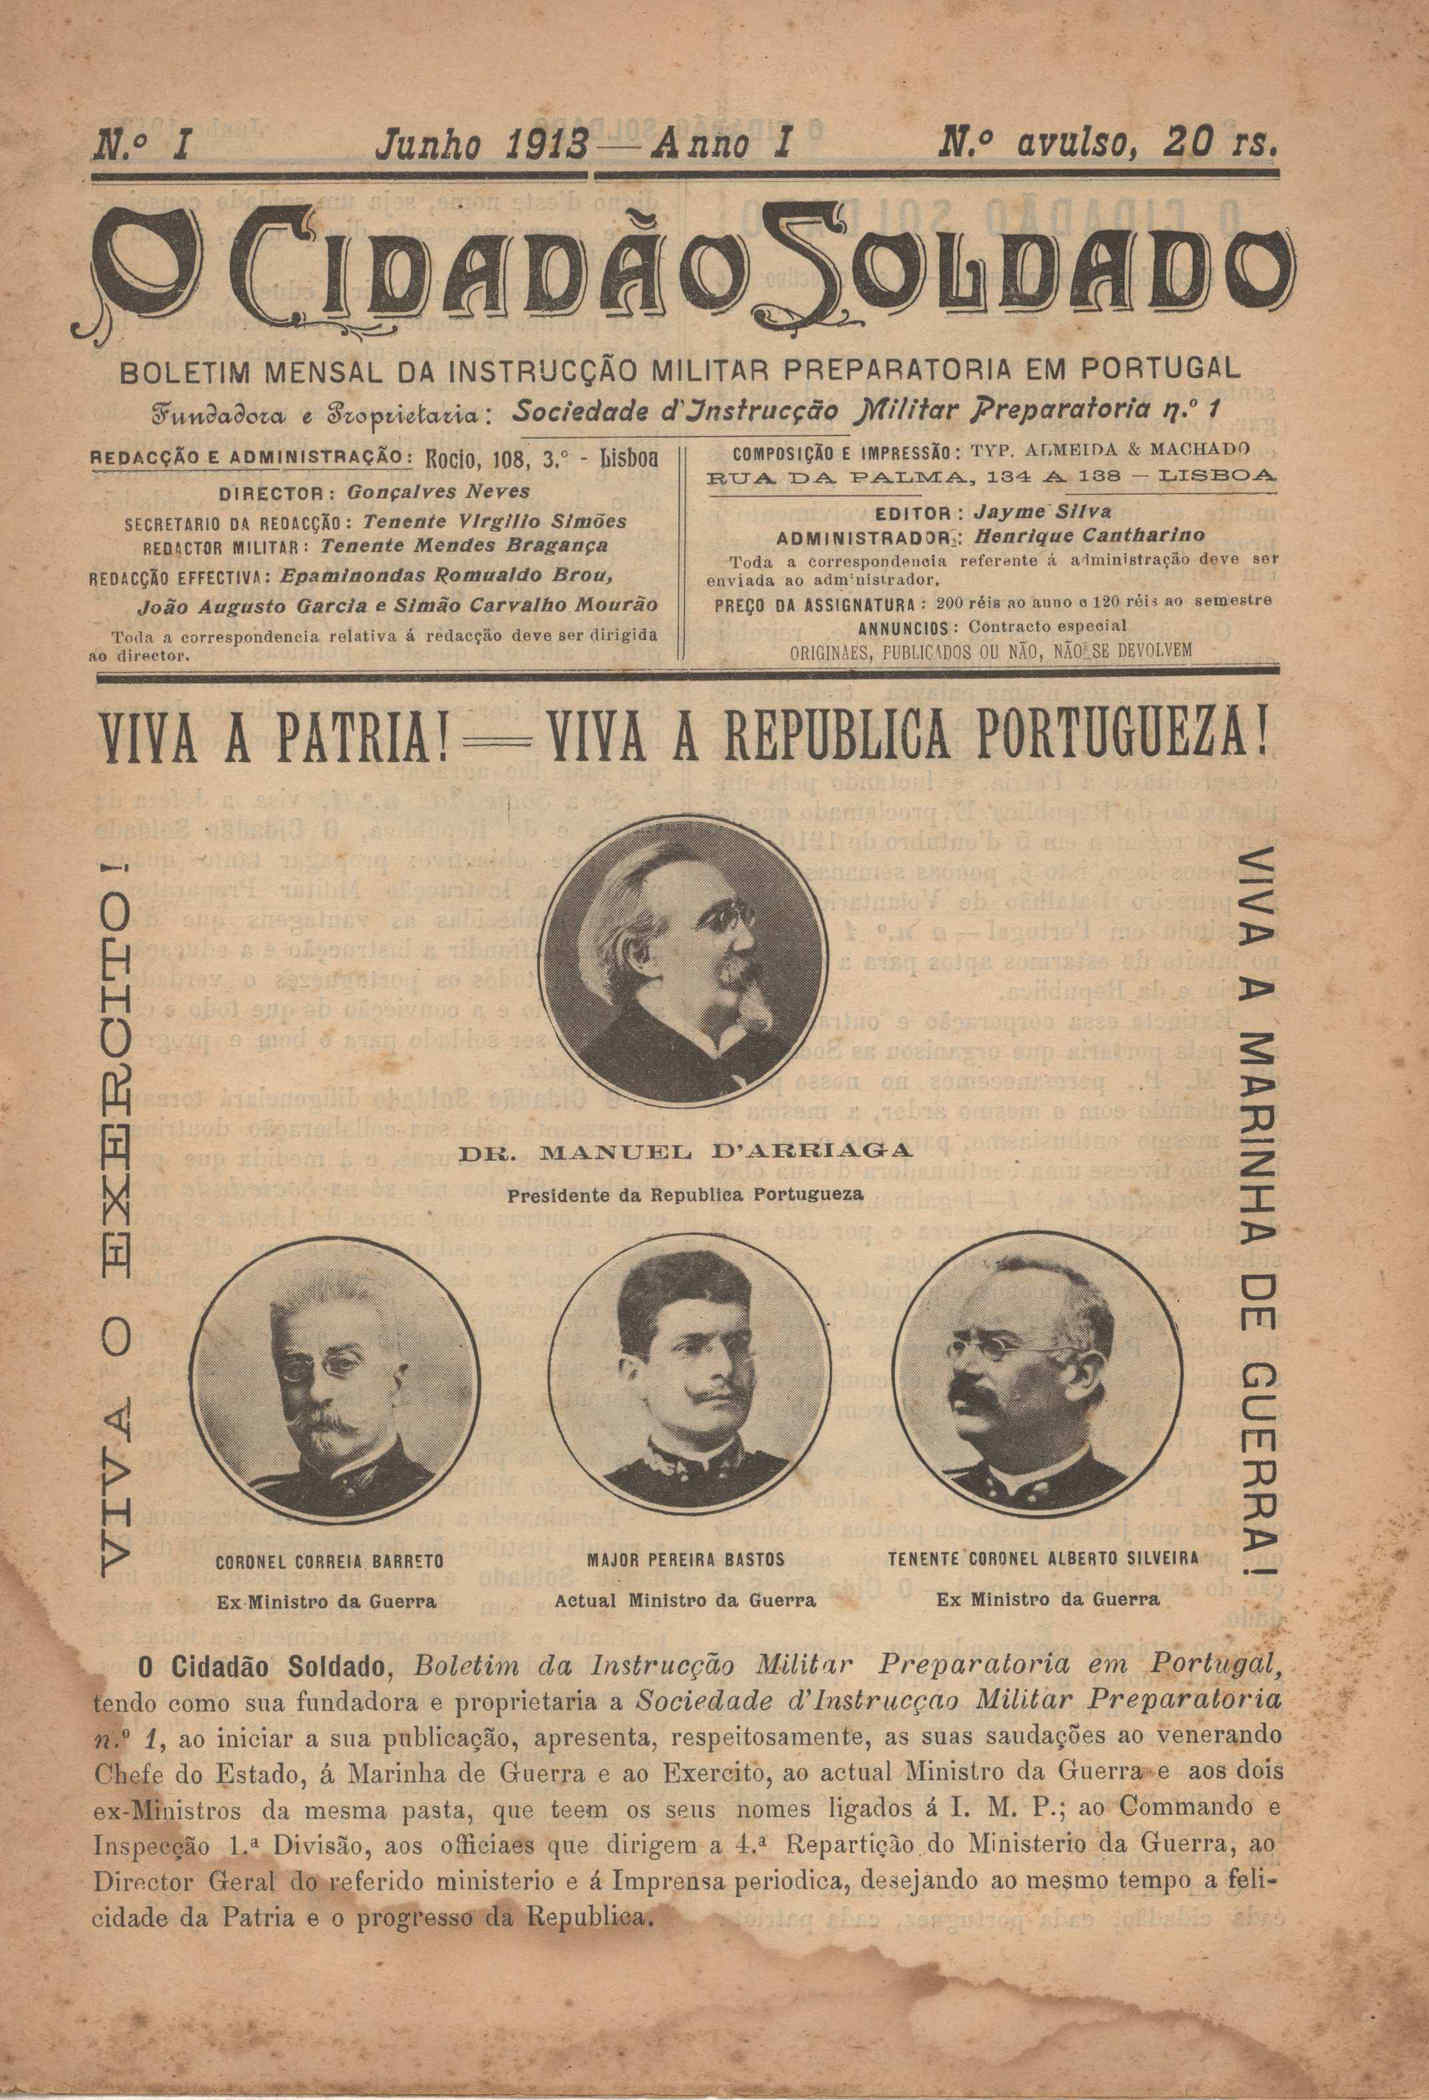 N.º I Junho 1913 — Anno I N.º avulso, 20 rs.
O CIDADÃO SOLDADO
BOLETIM MENSAL DA INSTRUCÇÃO MILITAR PREPARATORIA EM PORTUGAL
Fundadora e Proprietaria: Sociedade d'Instrucção Militar Preparatoria n.º 1
REDACÇÃO E ADMINISTRAÇÃO: Rocio, 108, 3.º - Lisboa
DIRECTOR: Gonçalves Neves
SECRETARIO DA REDACÇÃO: Tenente Virgilio Simões
REDACTOR MILITAR: Tenente Mendes Bragança
REDACÇÃO EFFECTIVA: Epaminondas Romualdo Brou,
João Augusto Garcia e Simão Carvalho Mourão
Toda a correspondencia relativa á redacção deve ser dirigida
ao director.
COMPOSIÇÃO E IMPRESSÃO: TYP. ALMEIDA & MACHADO
RUA DA PALMA, 134 A 138 — LISBOA
EDITOR: Jayme Silva
ADMINISTRADOR: Henrique Cantharino
Toda a correspondencia referente á administração deve ser
enviada ao administrador.
PREÇO DA ASSIGNATURA: 200 réis ao anno e 120 réis ao semestre
ANNUNCIOS: Contracto especial
ORIGINAES, PUBLICADOS OU NÃO, NÃO SE DEVOLVEM
VIVA A PATRIA! — VIVA A REPUBLICA PORTUGUEZA!
VIVA O EXERCITO!
VIVA A MARINHA DE GUERRA!
DR. MANUEL D'ARRIAGA
Presidente da Republica Portugueza
CORONEL CORREIA BARRETO
Ex-Ministro da Guerra
MAJOR PEREIRA BASTOS
Actual Ministro da Guerra
TENENTE CORONEL ALBERTO SILVEIRA
Ex Ministro da Guerra
O Cidadão Soldado, Boletim da Instrucção Militar Preparatoria em Portugal,
tendo como sua fundadora e proprietaria a Sociedade d'Instrucçao Militar Preparatoria
n.º 1, ao iniciar a sua publicação, apresenta, respeitosamente, as suas saudações ao venerando
Chefe do Estado, á Marinha de Guerra e ao Exercito, ao actual Ministro da Guerra e aos dois
ex-Ministros da mesma pasta, que teem os seus nomes ligados á I. M. P.; ao Commando e
Inspecção 1.ª Divisão, aos officiaes que dirigem a 4.ª Repartição do Ministerio da Guerra, ao
Director Geral do referido ministerio e á Imprensa periodica, desejando ao mesmo tempo a feli-
cidade da Patria e o progresso da Republica.